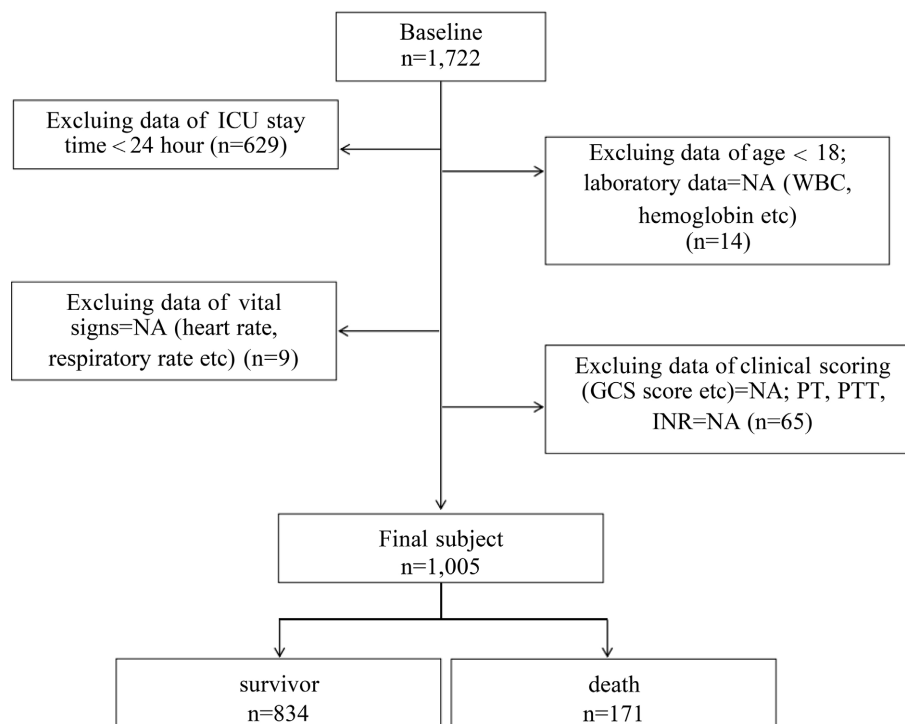 Baseline
n=1,722
Excluing data of ICU stay
time < 24 hour (n=629)
Excluing data of age < 18;
laboratory data=NA (WBC,
hemoglobin etc)
(n=14)
Excluing data of vital
signs=NA (heart rate,
respiratory rate etc) (n=9)
Excluing data of clinical scoring
(GCS score etc)=NA; PT, PTT,
INR=NA (n=65)
Final subject
n=1,005
survivor
n=834
death
n=171